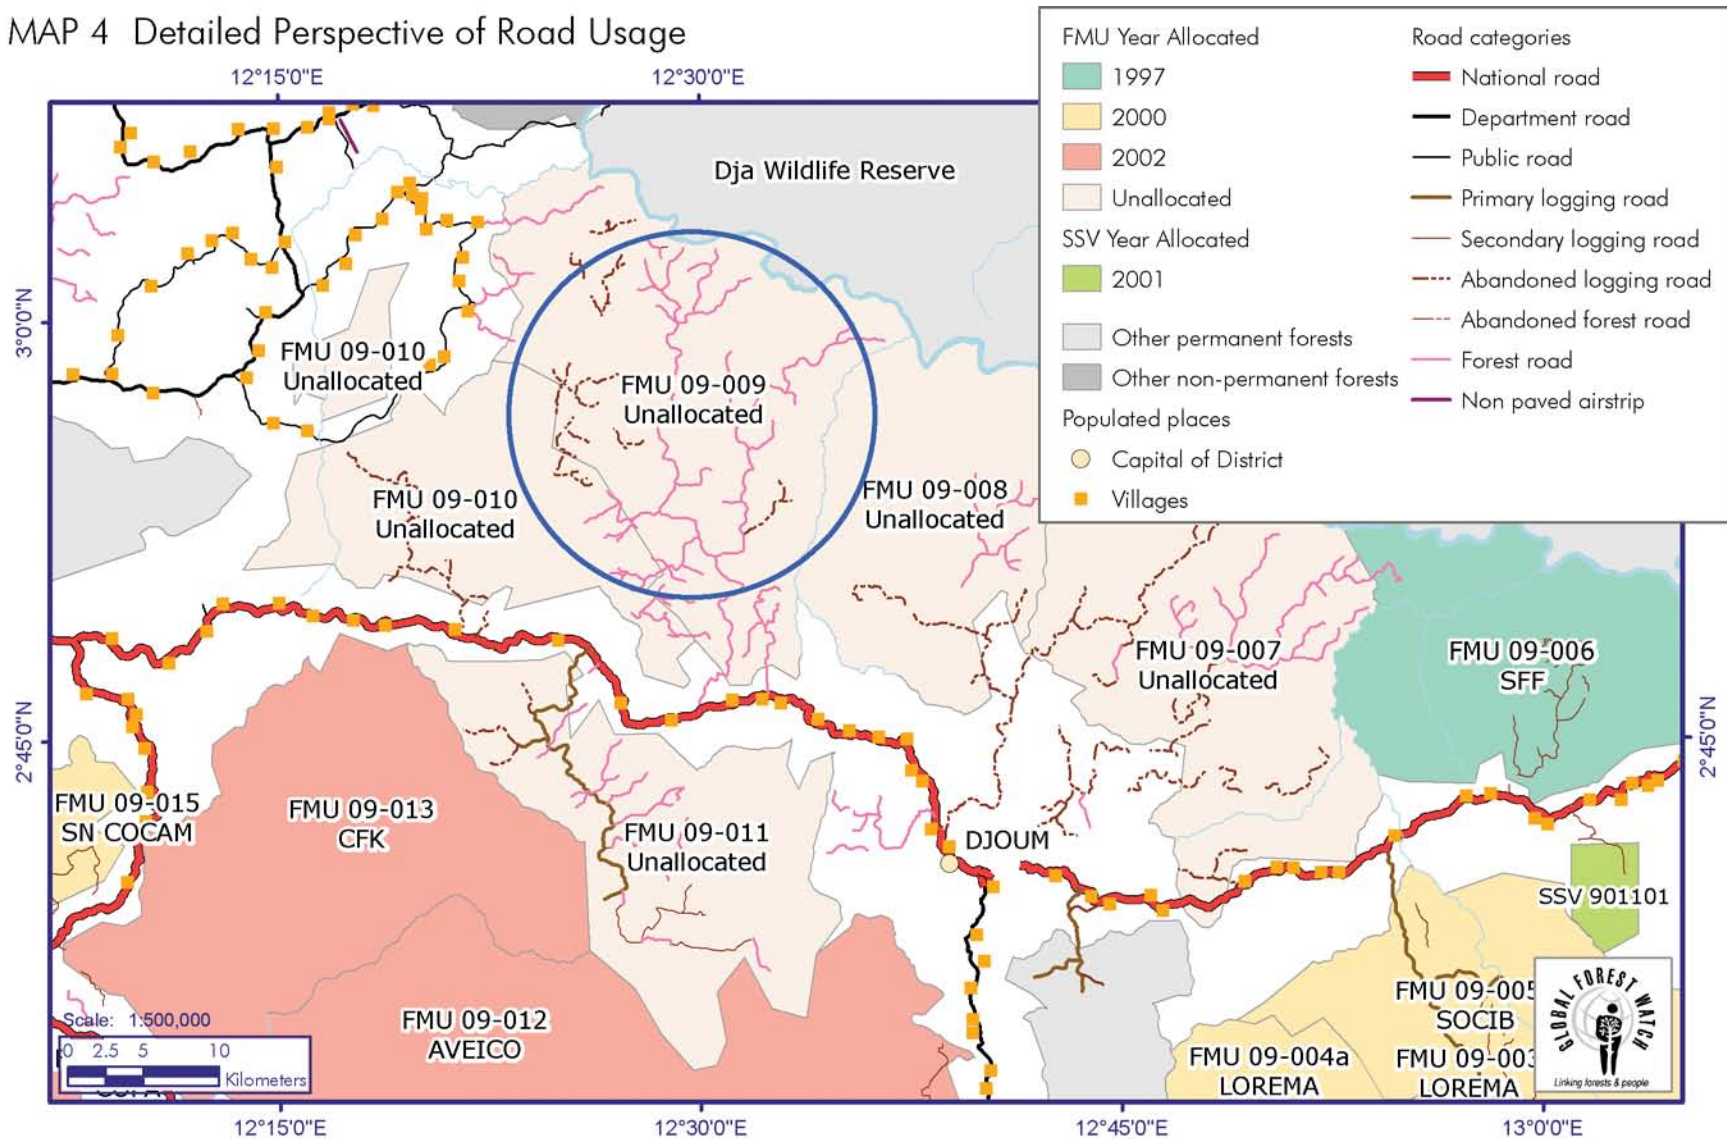 MAP 4 Detailed Perspective of Road Usage
12°15'0"E
12°30'0"E
FMU Year Allocated
1997
2000
2002
Unallocated
SSV Year Allocated
2001
Other permanent forests
Other non-permanent forests
Populated places
Capital of District
Villages
Road categories
National road
Department road
Public road
Primary logging road
Secondary logging road
Abandoned logging road
Abandoned forest road
Forest road
Non paved airstrip
Dja Wildlife Reserve
3°0'0"N
FMU 09-010
Unallocated
FMU 09-009
Unallocated
FMU 09-010
Unallocated
FMU 09-008
Unallocated
FMU 09-007
Unallocated
FMU 09-006
SFF
2°45'0"N
2°45'0"N
FMU 09-015
SN COCAM
FMU 09-013
CFK
FMU 09-011
Unallocated
DJOUM
SSV 901101
FMU 09-012
AVEICO
FMU 09-005
SOCIB
FMU 09-004a
LOREMA
FMU 09-003
LOREMA
Scale: 1:500,000
0 2.5 5 10
Kilometers
GLOBAL FOREST WATCH
Linking forests & people
12°15'0"E
12°30'0"E
12°45'0"E
13°0'0"E